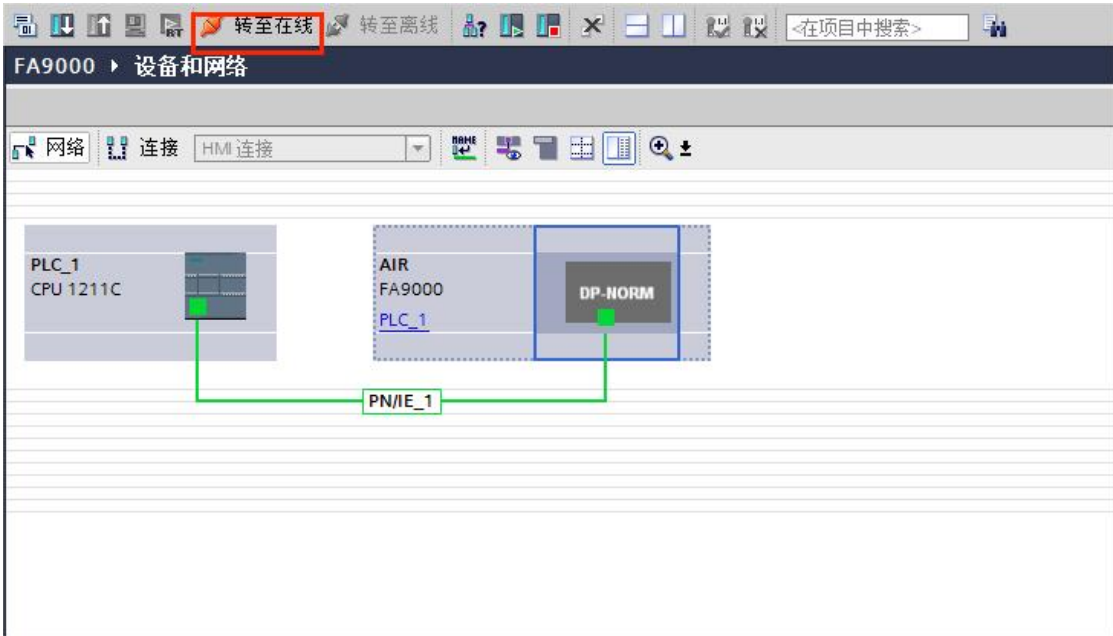 转至在线 转至离线 <在项目中搜索>
FA9000 ▸ 设备和网络
网络 连接 HMI 连接
PLC_1
CPU 1211C
AIR
FA9000
PLC_1
DP-NORM
PN/IE_1